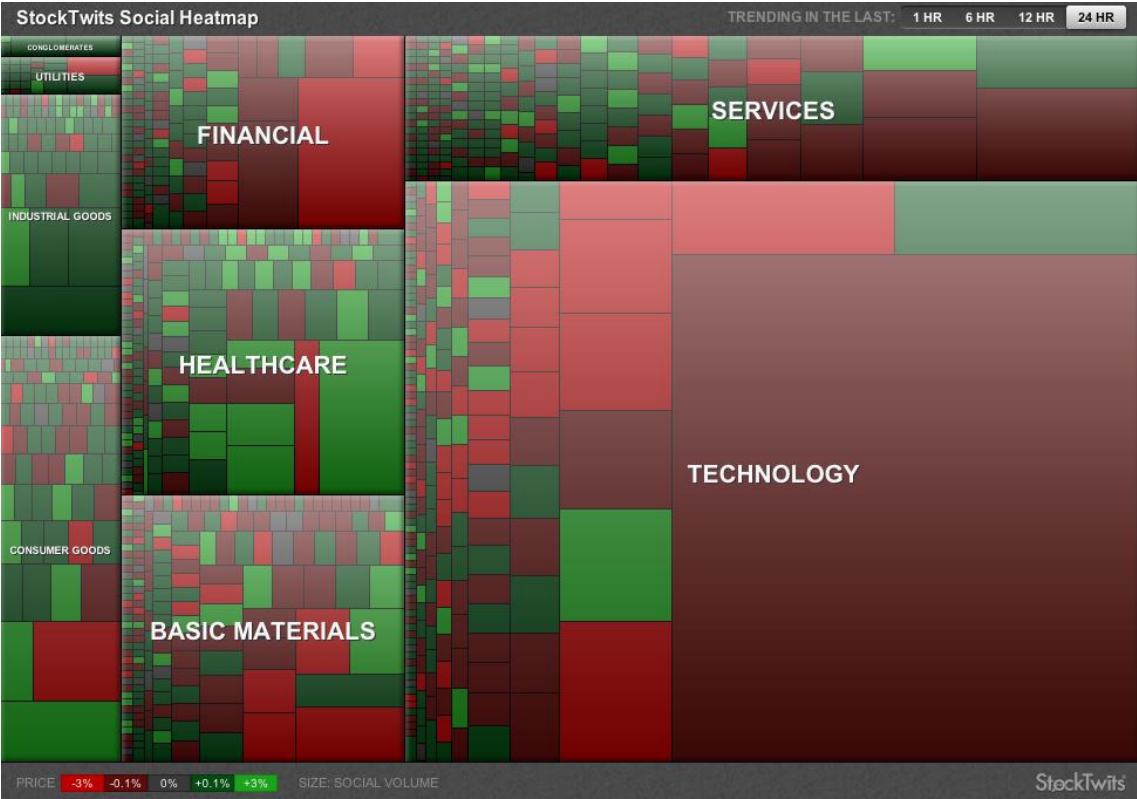 StockTwits Social Heatmap
TRENDING IN THE LAST: 1 HR 6 HR 12 HR 24 HR
CONGLOMERATES
UTILITIES
INDUSTRIAL GOODS
CONSUMER GOODS
FINANCIAL
HEALTHCARE
BASIC MATERIALS
SERVICES
TECHNOLOGY
PRICE -3% -0.1% 0% +0.1% +3% SIZE: SOCIAL VOLUME
StockTwits